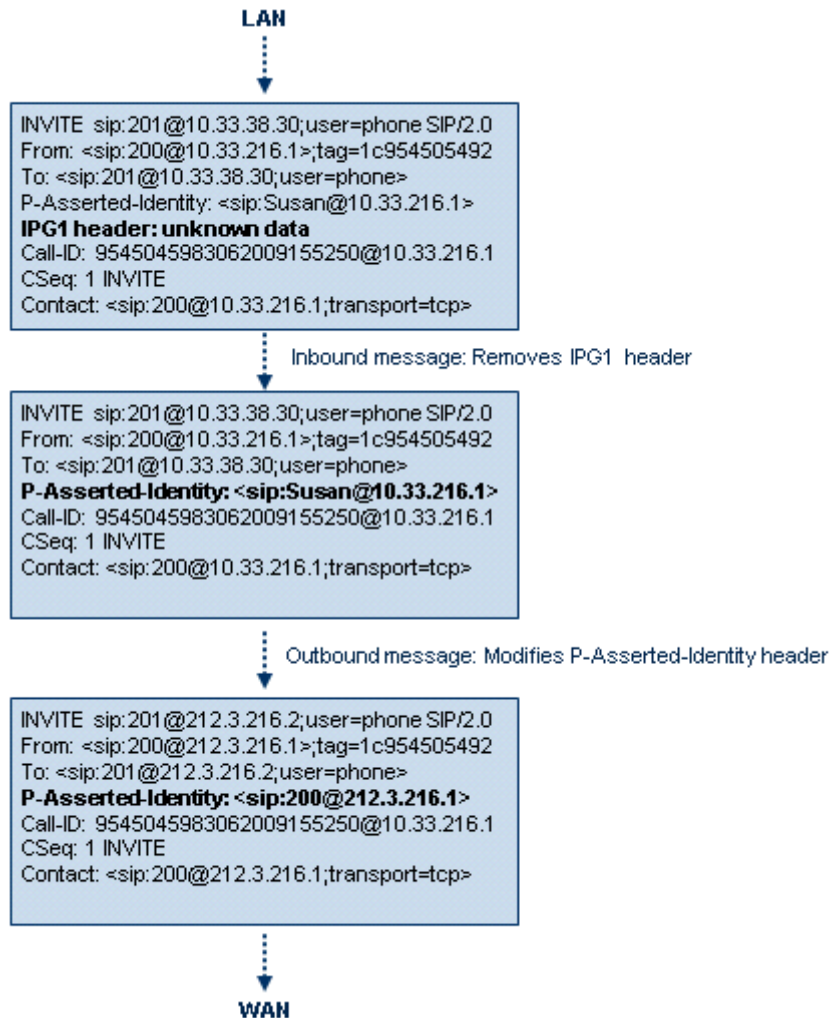 LAN
INVITE sip:201@10.33.38.30;user=phone SIP/2.0
From: <sip:200@10.33.216.1>;tag=1c954505492
To: <sip:201@10.33.38.30;user=phone>
P-Asserted-Identity: <sip:Susan@10.33.216.1>
IPG1 header: unknown data
Call-ID: 9545045983062009155250@10.33.216.1
CSeq: 1 INVITE
Contact: <sip:200@10.33.216.1;transport=tcp>
Inbound message: Removes IPG1 header
INVITE sip:201@10.33.38.30;user=phone SIP/2.0
From: <sip:200@10.33.216.1>;tag=1c954505492
To: <sip:201@10.33.38.30;user=phone>
P-Asserted-Identity: <sip:Susan@10.33.216.1>
Call-ID: 9545045983062009155250@10.33.216.1
CSeq: 1 INVITE
Contact: <sip:200@10.33.216.1;transport=tcp>
Outbound message: Modifies P-Asserted-Identity header
INVITE sip:201@212.3.216.2;user=phone SIP/2.0
From: <sip:200@212.3.216.1>;tag=1c954505492
To: <sip:201@212.3.216.2;user=phone>
P-Asserted-Identity: <sip:200@212.3.216.1>
Call-ID: 9545045983062009155250@10.33.216.1
CSeq: 1 INVITE
Contact: <sip:200@212.3.216.1;transport=tcp>
WAN